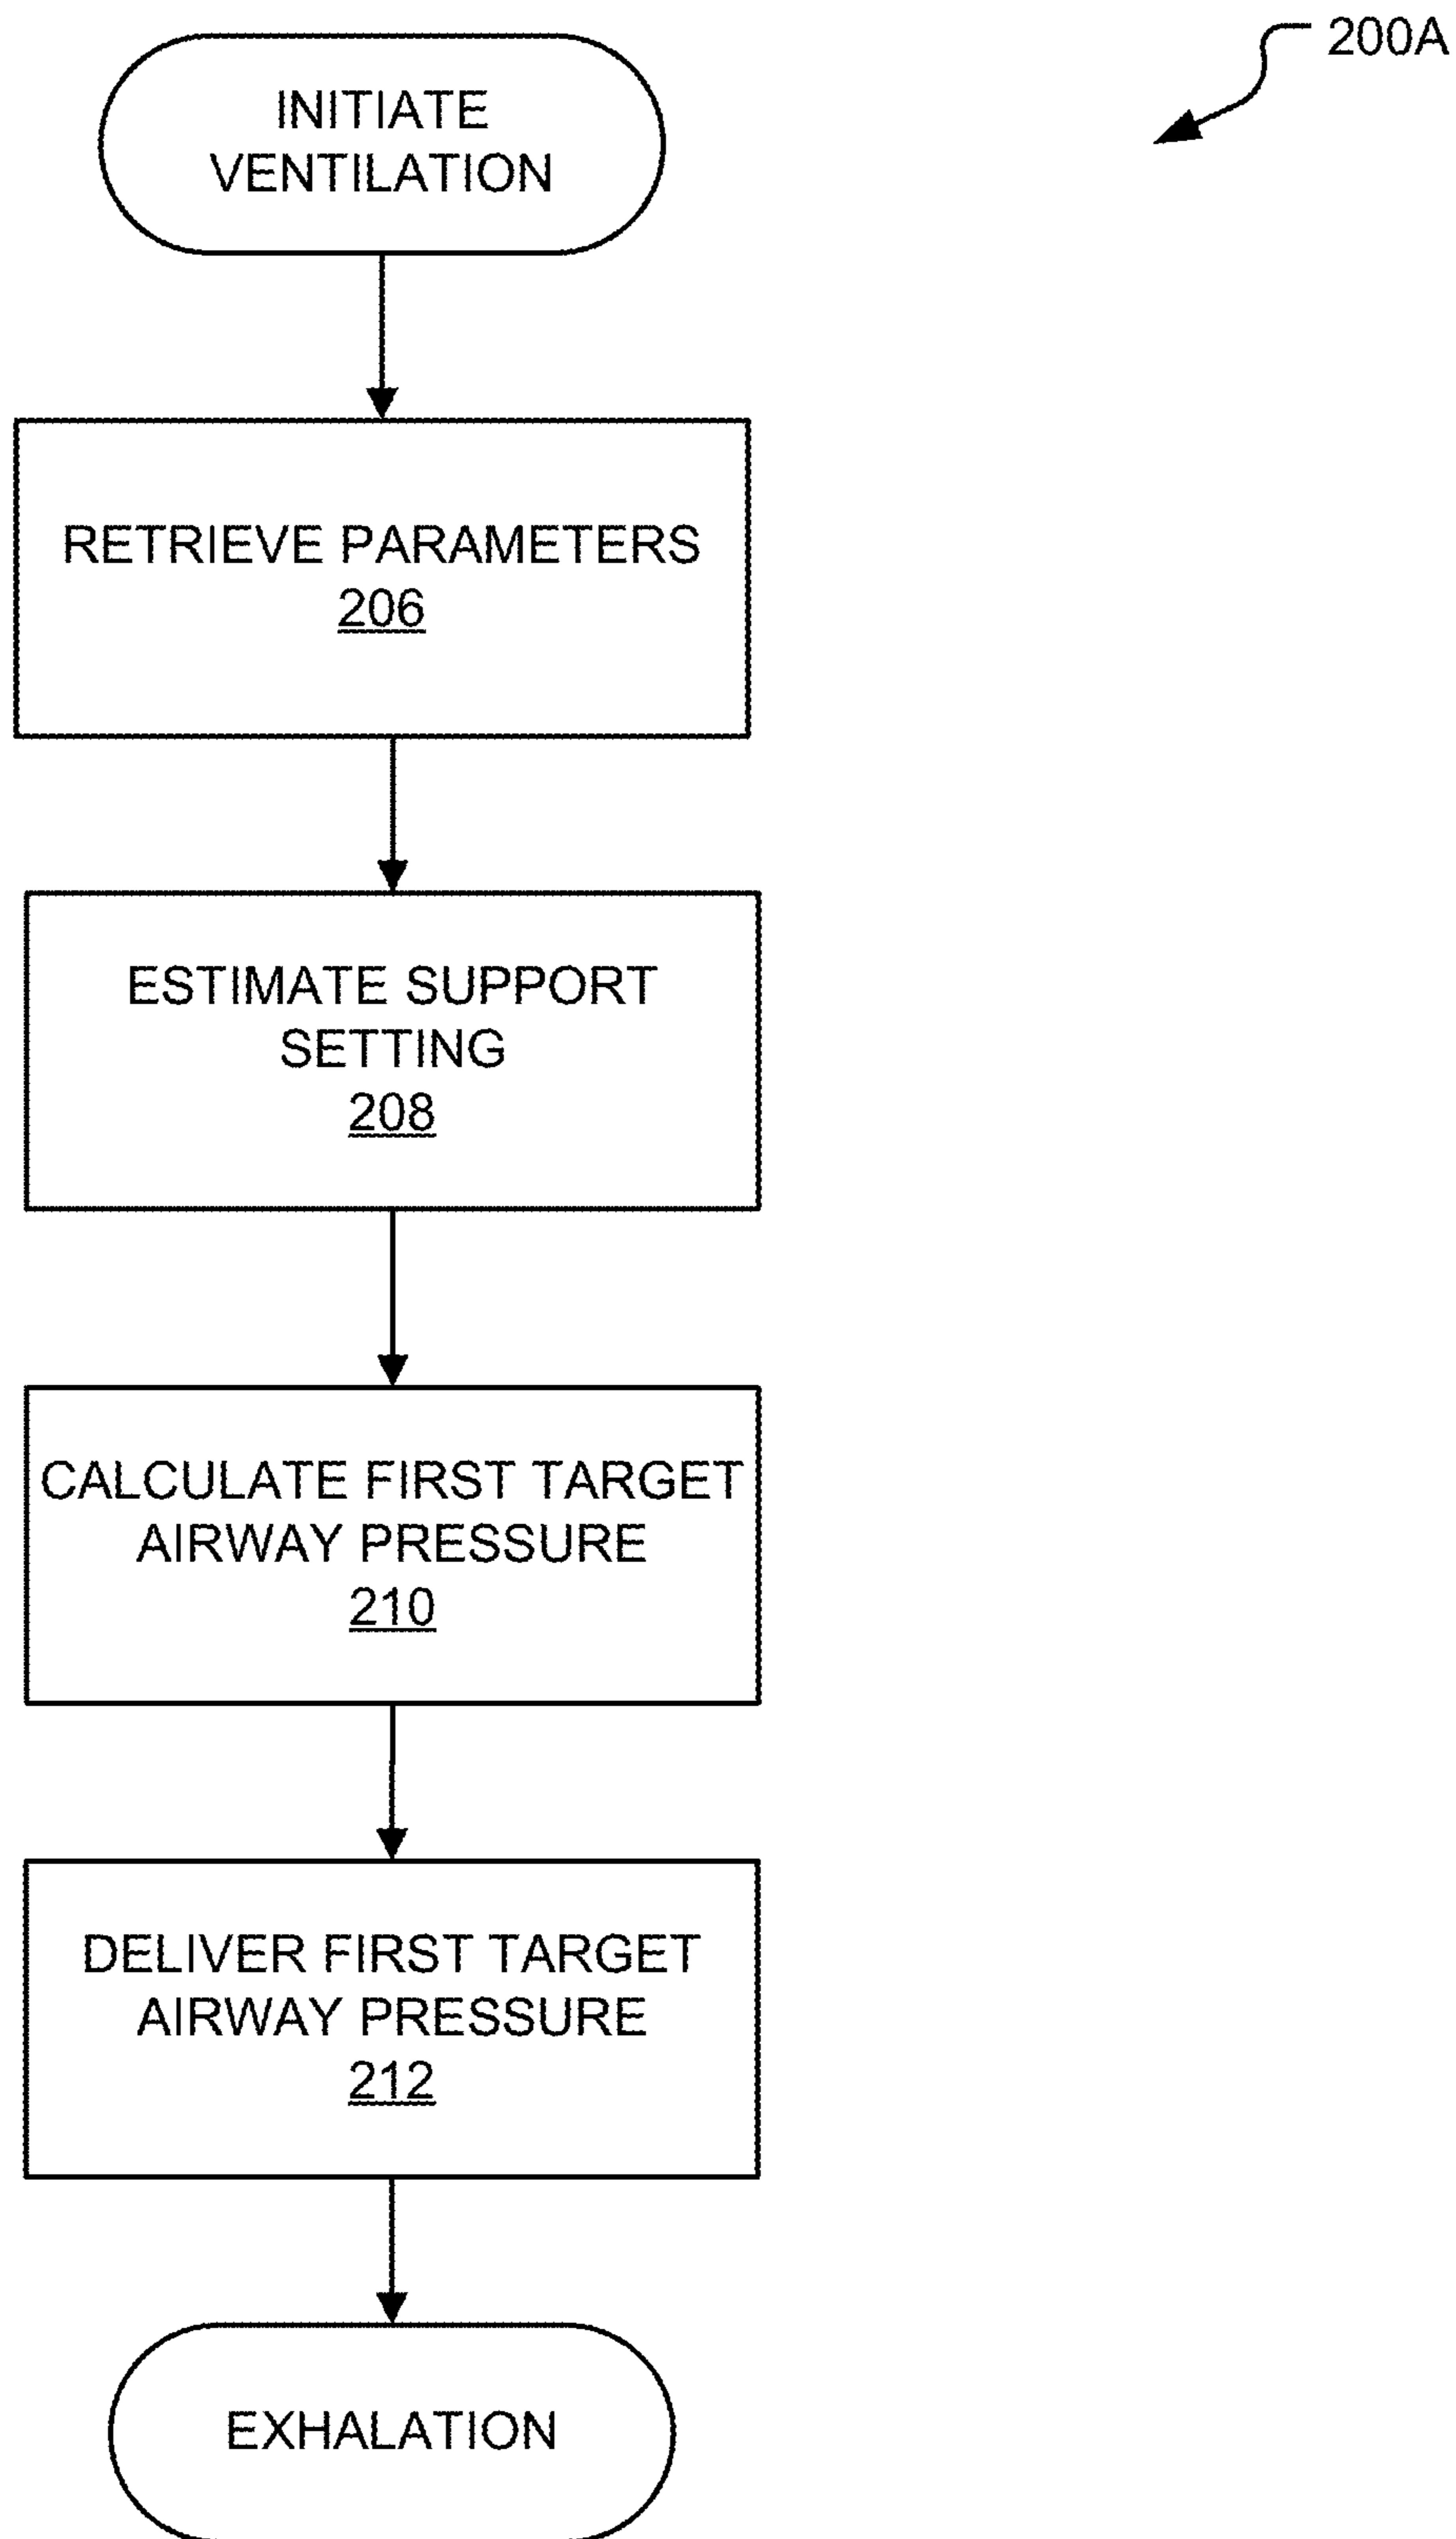 200A
INITIATE
VENTILATION
RETRIEVE PARAMETERS
206
ESTIMATE SUPPORT
SETTING
208
CALCULATE FIRST TARGET
AIRWAY PRESSURE
210
DELIVER FIRST TARGET
AIRWAY PRESSURE
212
EXHALATION